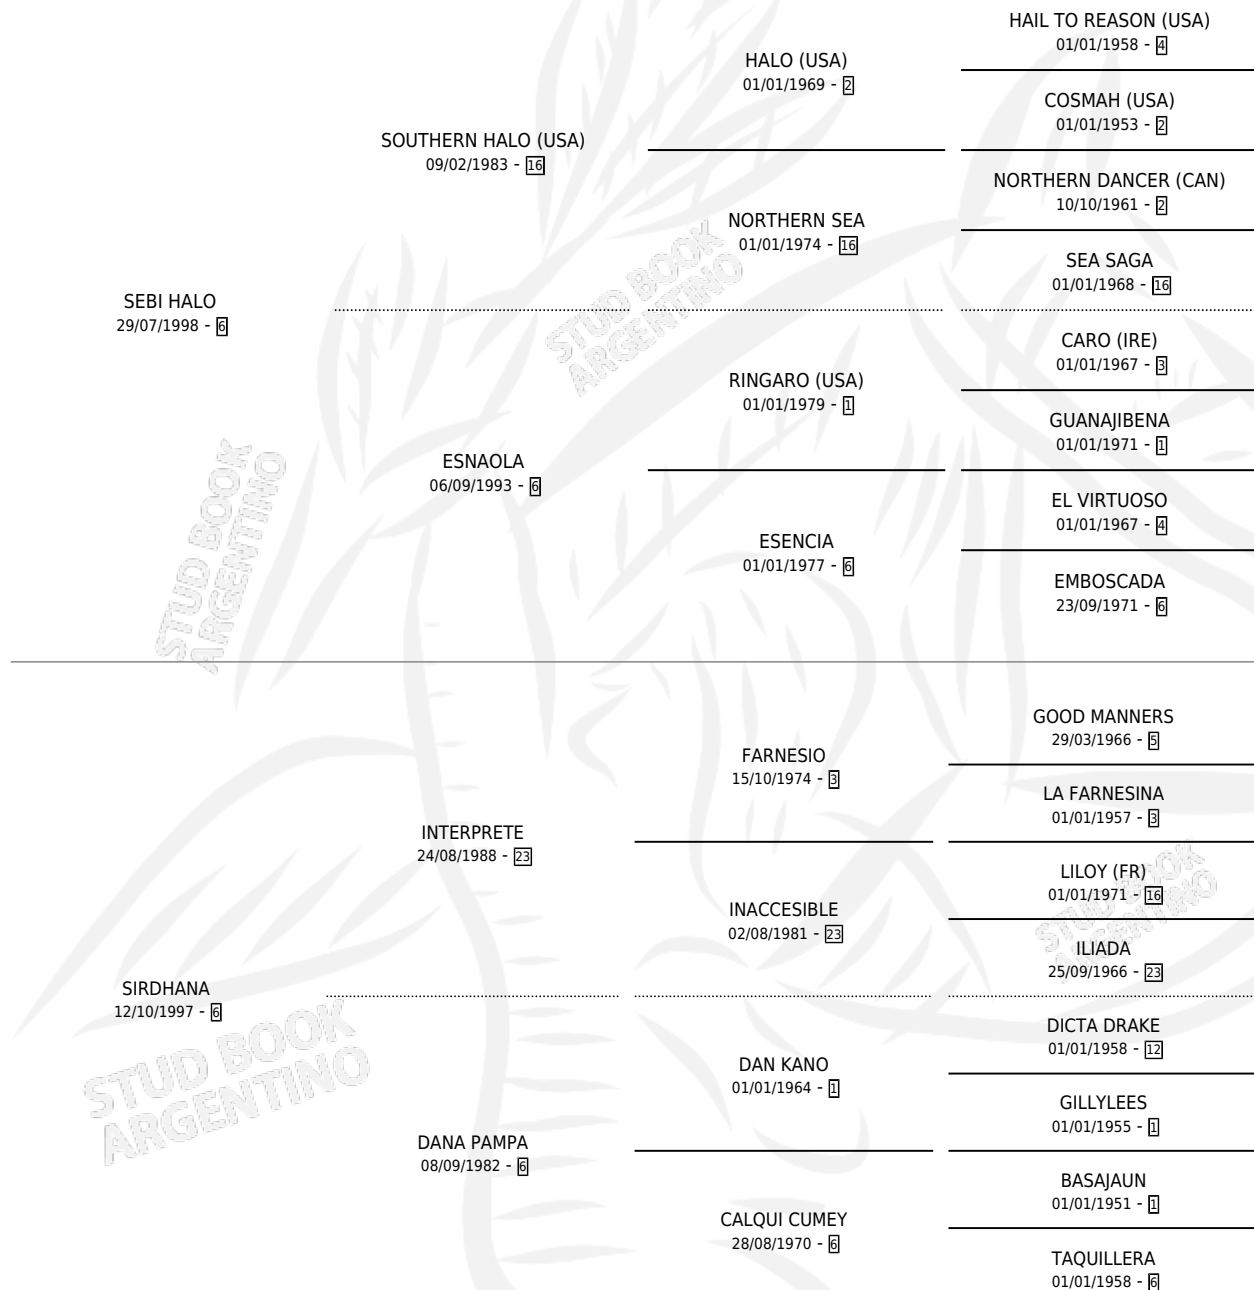 HAIL TO REASON (USA)
01/01/1958 - 4
HALO (USA)
01/01/1969 - 2
COSMAH (USA)
01/01/1953 - 2
SOUTHERN HALO (USA)
09/02/1983 - 16
NORTHERN DANCER (CAN)
10/10/1961 - 2
NORTHERN SEA
01/01/1974 - 16
SEA SAGA
01/01/1968 - 16
SEBI HALO
29/07/1998 - 6
CARO (IRE)
01/01/1967 - 3
RINGARO (USA)
01/01/1979 - 1
GUANAJIBENA
01/01/1971 - 1
ESNAOLA
06/09/1993 - 6
EL VIRTUOSO
01/01/1967 - 4
ESENCIA
01/01/1977 - 6
EMBOSCADA
23/09/1971 - 6
STUD BOOK
ARGENTINO
STUD BOOK
ARGENTINO
GOOD MANNERS
29/03/1966 - 5
FARNESIO
15/10/1974 - 3
LA FARNESINA
01/01/1957 - 3
INTERPRETE
24/08/1988 - 23
LILOY (FR)
01/01/1971 - 16
INACCESIBLE
02/08/1981 - 23
ILIADA
25/09/1966 - 23
STUD BOOK
ARGENTINO
SIRDHANA
12/10/1997 - 6
DICTA DRAKE
01/01/1958 - 12
DAN KANO
01/01/1964 - 1
GILLYLEES
01/01/1955 - 1
DANA PAMPA
08/09/1982 - 6
BASAJAUN
01/01/1951 - 1
CALQUI CUMEY
28/08/1970 - 6
TAQUILLERA
01/01/1958 - 6
STUD BOOK
ARGENTINO